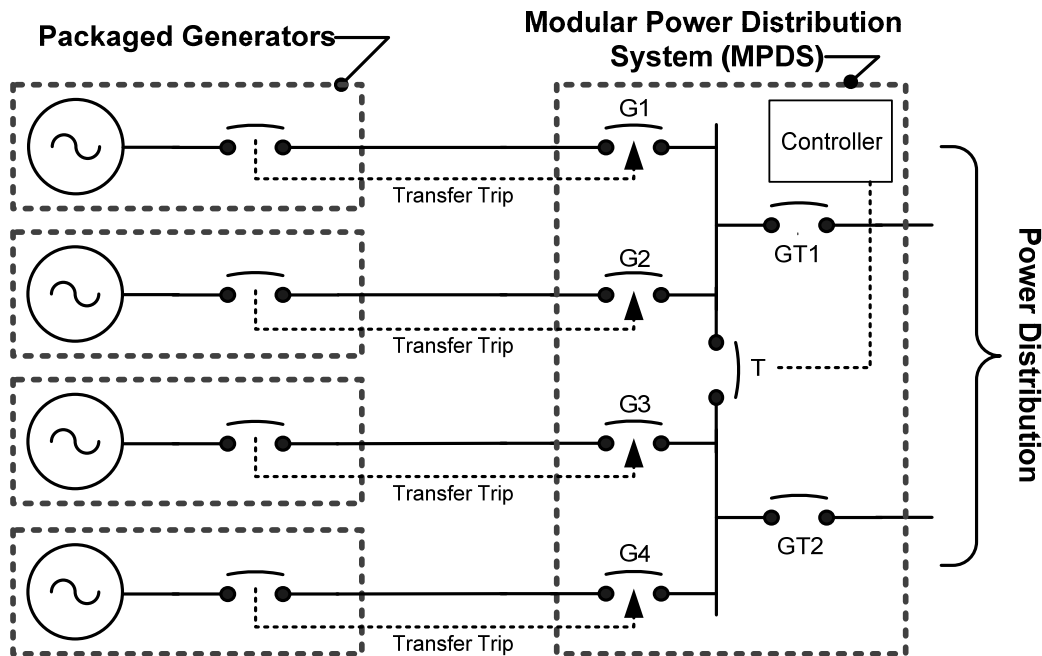 Packaged Generators
Modular Power Distribution
System (MPDS)
G1
Controller
Transfer Trip
GT1
G2
Transfer Trip
T
Power Distribution
G3
Transfer Trip
GT2
G4
Transfer Trip